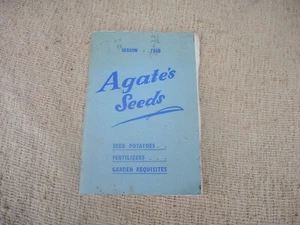 SEASON -
Agate's
Seeds
SEED POTATOES . .
FERTILIZERS . . .
GARDEN REQUISITES